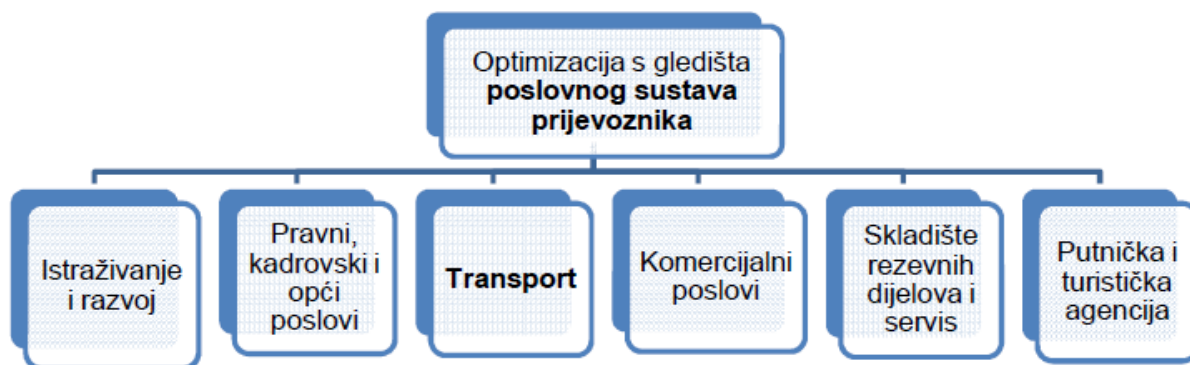 Optimizacija s gledišta
poslovnog sustava
prijevoznika
Istraživanje
i razvoj
Pravni,
kadrovski i
opći
poslovi
Transport
Komercijalni
poslovi
Skladište
rezevnih
dijelova i
servis
Putnička i
turistička
agencija